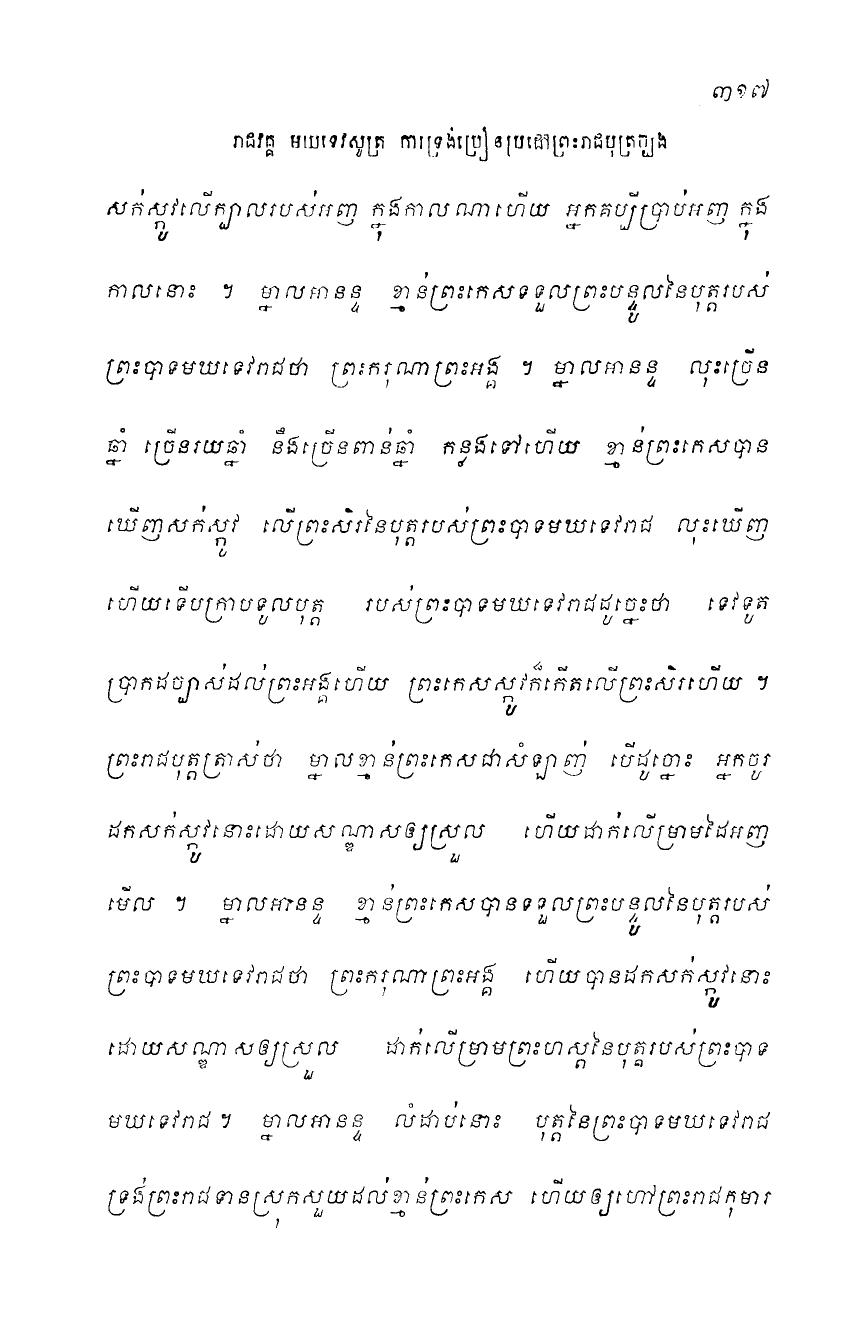 ៣១៧
រាជវគ្គ មឃទេវសូត្រ ការទ្រង់ប្រៀនប្រដៅព្រះរាជបុត្រច្បង
សក់ស្កូវលើក្បាលរបស់អញ ក្នុងកាលណាហើយ អ្នកគប្បីប្រាប់អញ ក្នុង
កាលនោះ ។ ម្នាលអានន្ទ ខ្មាន់ព្រះកេសទទួលព្រះបន្ទូលនៃបុត្តរបស់
ព្រះបាទមឃទេវរាជថា ព្រះករុណាព្រះអង្គ ។ ម្នាលអានន្ទ លុះច្រើន
ឆ្នាំ ច្រើនរយឆ្នាំ នឹងច្រើនពាន់ឆ្នាំ កន្លងទៅហើយ ខ្មាន់ព្រះកេសបាន
ឃើញសក់ស្កូវ លើព្រះសិរនៃបុត្តរបស់ព្រះបាទមឃទេវរាជ លុះឃើញ
ហើយទើបក្រាបទូលបុត្ត របស់ព្រះបាទមឃទេវរាជដូច្នេះថា ទេវទូត
ប្រាកដច្បាស់ដល់ព្រះអង្គហើយ ព្រះកេសស្កូវក៏កើតលើព្រះសិរហើយ ។
ព្រះរាជបុត្តត្រាស់ថា ម្នាលខ្មាន់ព្រះកេសជាសំឡាញ់ បើដូច្នោះ អ្នកចូរ
ដកសក់ស្កូវនោះដោយសណ្ឌាសឲ្យស្រួល ហើយដាក់លើម្រាមដៃអញ
មើល ។ ម្នាលអានន្ទ ខ្មាន់ព្រះកេសបានទទួលព្រះបន្ទូលនៃបុត្តរបស់
ព្រះបាទមឃទេវរាជថា ព្រះករុណាព្រះអង្គ ហើយបានដកសក់ស្កូវនោះ
ដោយសណ្ឌាសឲ្យស្រួល ដាក់លើម្រាមព្រះហស្តនៃបុត្តរបស់ព្រះបាទ
មឃទេវរាជ ។ ម្នាលអានន្ទ លំដាប់នោះ បុត្តនៃព្រះបាទមឃទេវរាជ
ទ្រង់ព្រះរាជទានស្រុកសួយដល់ខ្មាន់ព្រះកេស ហើយឲ្យហៅព្រះរាជកុមារ